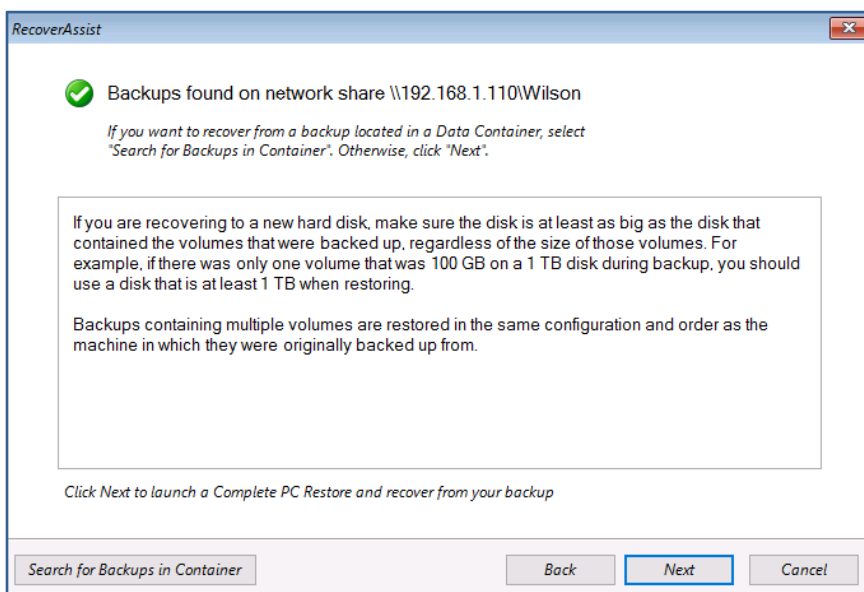 RecoverAssist
Backups found on network share \\192.168.1.110\Wilson
If you want to recover from a backup located in a Data Container, select
"Search for Backups in Container". Otherwise, click "Next".
If you are recovering to a new hard disk, make sure the disk is at least as big as the disk that
contained the volumes that were backed up, regardless of the size of those volumes. For
example, if there was only one volume that was 100 GB on a 1 TB disk during backup, you should
use a disk that is at least 1 TB when restoring.
Backups containing multiple volumes are restored in the same configuration and order as the
machine in which they were originally backed up from.
Click Next to launch a Complete PC Restore and recover from your backup
Search for Backups in Container
Back
Next
Cancel